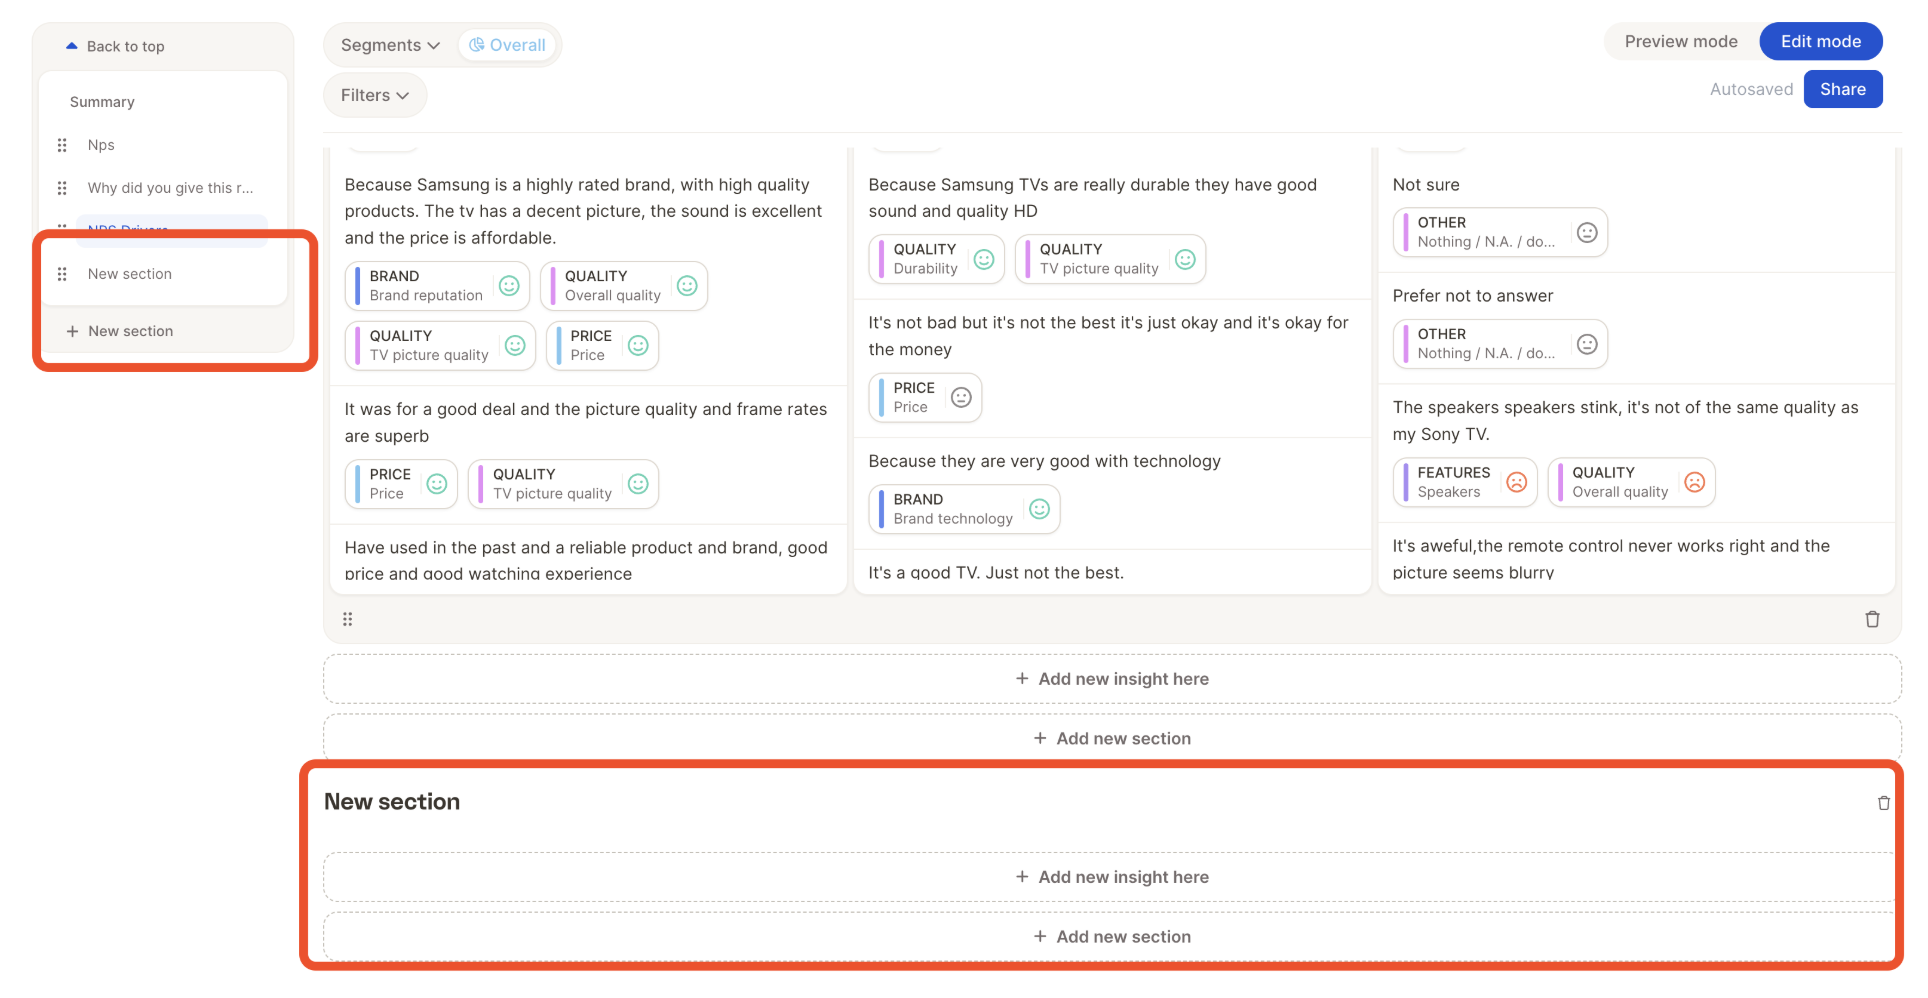 Back to top
Summary
Nps
Why did you give this r...
NPS Drivers
New section
+ New section
Segments
Overall
Filters
Preview mode
Edit mode
Autosaved
Share
Because Samsung is a highly rated brand, with high quality
products. The tv has a decent picture, the sound is excellent
and the price is affordable.
BRAND
Brand reputation
QUALITY
Overall quality
QUALITY
TV picture quality
PRICE
Price
It was for a good deal and the picture quality and frame rates
are superb
PRICE
Price
QUALITY
TV picture quality
Have used in the past and a reliable product and brand, good
price and good watching experience
Because Samsung TVs are really durable they have good
sound and quality HD
QUALITY
Durability
QUALITY
TV picture quality
It's not bad but it's not the best it's just okay and it's okay for
the money
PRICE
Price
Because they are very good with technology
BRAND
Brand technology
It's a good TV. Just not the best.
Not sure
OTHER
Nothing / N.A. / do...
Prefer not to answer
OTHER
Nothing / N.A. / do...
The speakers speakers stink, it's not of the same quality as
my Sony TV.
FEATURES
Speakers
QUALITY
Overall quality
It's aweful,the remote control never works right and the
picture seems blurry
+ Add new insight here
+ Add new section
New section
+ Add new insight here
+ Add new section